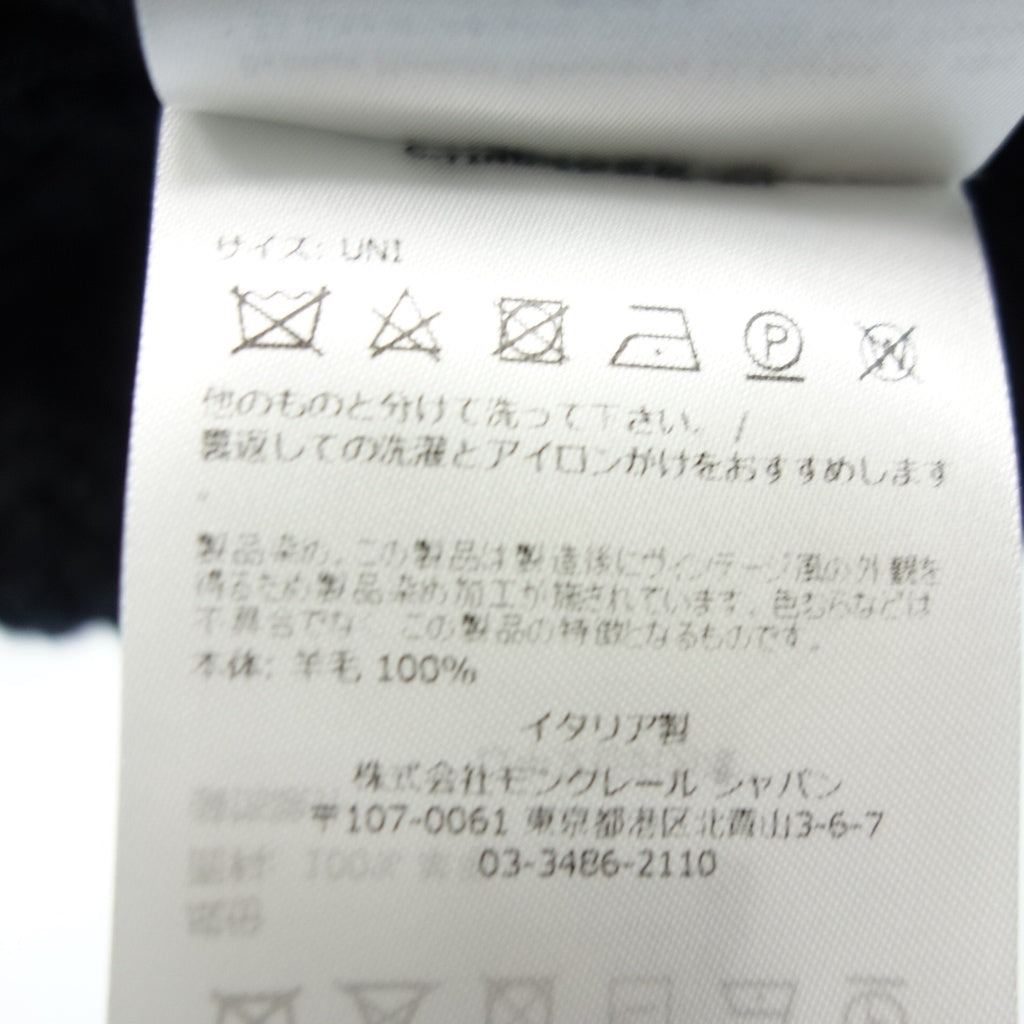 サイズ: UNI
P
W
他のものと分けて洗って下さい。 /
裏返しての洗濯とアイロンがけをおすすめします
。
製品染め。この製品は製造後にヴィンテージ風の外観を
得るため製品染め加工が施されています。色むらなどは
不具合でな この製品の特徴となるものです。
本体: 羊毛 100%
イタリア製
株式会社モンクレール ジャパン
〒107-0061 東京都港区北青山3-6-7
03-3486-2110